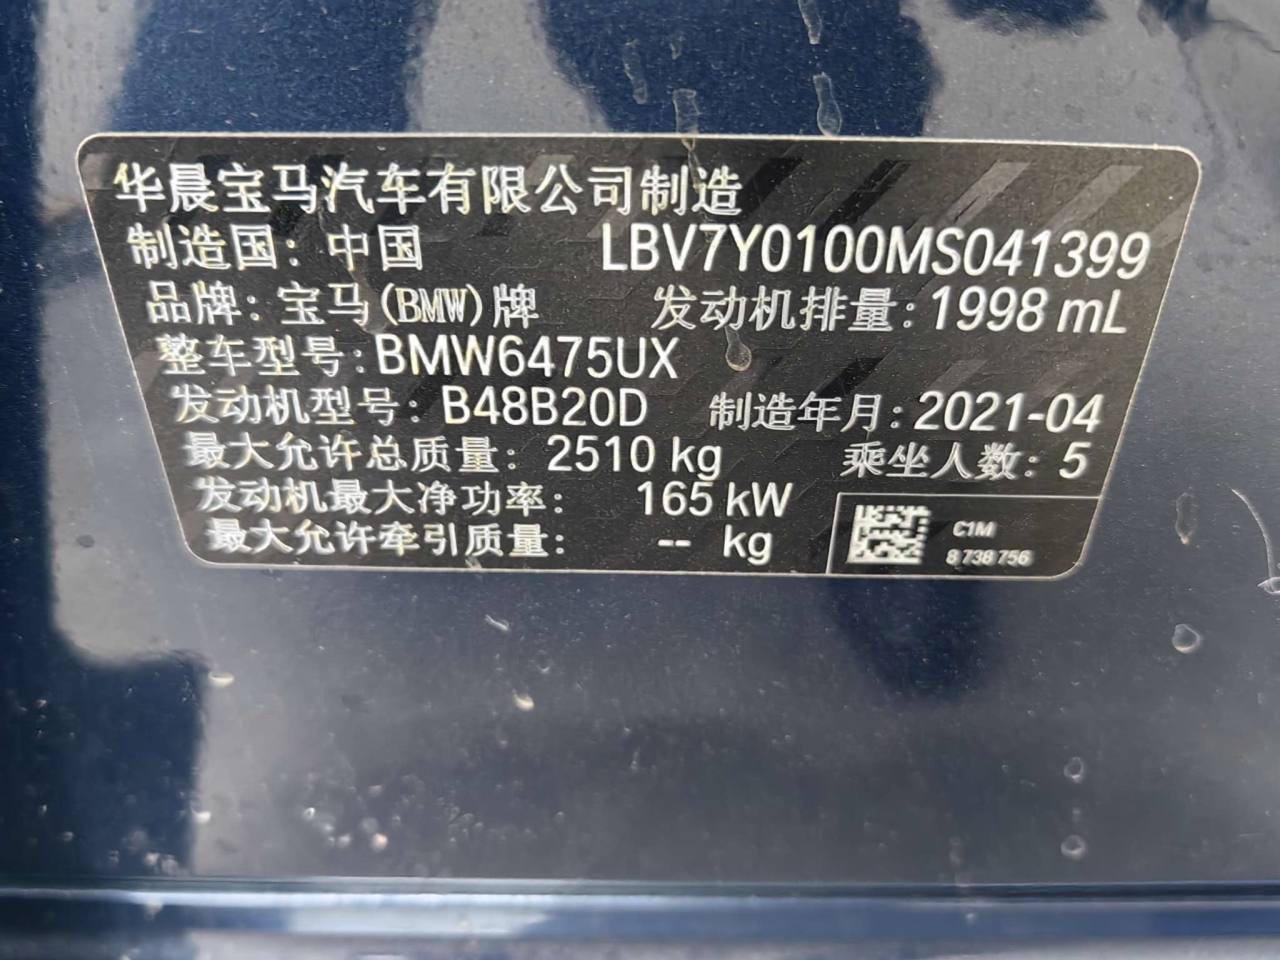 华晨宝马汽车有限公司制造
制造国：中国 LBV7Y0100MS041399
品牌：宝马(BMW)牌 发动机排量：1998 mL
整车型号：BMW6475UX
发动机型号：B48B20D 制造年月：2021-04
最大允许总质量：2510 kg 乘坐人数：5
发动机最大净功率：165 kW
最大允许牵引质量：-- kg
C1M
8 738 756